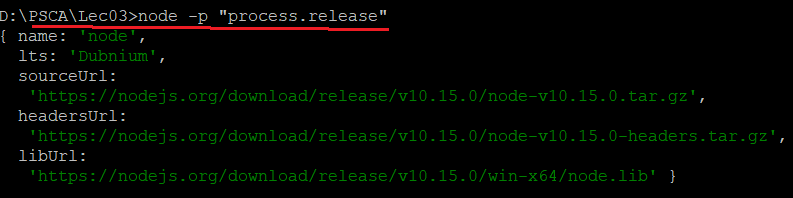 D:\PSCA\Lec03>node -p "process.release"
{ name: 'node',
lts: 'Dubnium',
sourceUrl:
'https://nodejs.org/download/release/v10.15.0/node-v10.15.0.tar.gz',
headersUrl:
'https://nodejs.org/download/release/v10.15.0/node-v10.15.0-headers.tar.gz',
libUrl:
'https://nodejs.org/download/release/v10.15.0/win-x64/node.lib' }